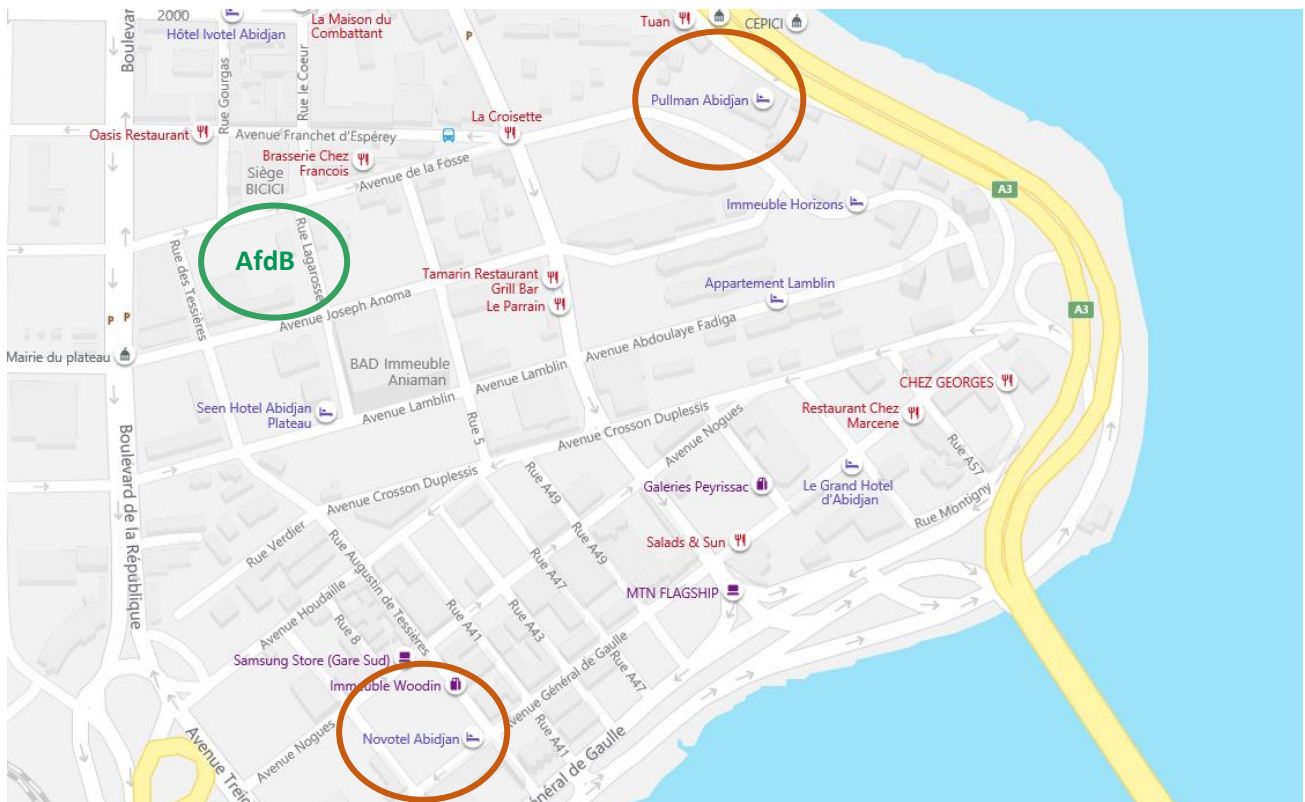 2000
Boulevar
Hôtel Ivotel Abidjan
La Maison du
Combattant
P
Tuan
CEPICI
Pullman Abidjan
Rue Gourgas
Rue le Coeur
La Croisette
Oasis Restaurant
Avenue Franchet d'Espérey
Brasserie Chez
Francois
Siège
BICICI
Avenue de la Fosse
A3
Immeuble Horizons
AfdB
Rue Lagarosse
Rue des Tessières
Tamarin Restaurant
Grill Bar
Le Parrain
Appartement Lamblin
Avenue Joseph Anoma
P P
A3
Mairie du plateau
BAD Immeuble
Aniaman
Avenue Abdoulaye Fadiga
Avenue Lamblin
CHEZ GEORGES
Seen Hotel Abidjan
Plateau
Avenue Lamblin
Restaurant Chez
Marcene
Avenue Crosson Duplessis
Avenue Nogues
Rue 5
Rue A57
Boulevard de la République
Avenue Crosson Duplessis
Rue A49
Galeries Peyrissac
Le Grand Hotel
d'Abidjan
Rue Montigny
Rue Verdier
Rue Augustin de Tessières
Rue A49
Salads & Sun
Rue A47
MTN FLAGSHIP
Avenue Houdaille
Rue 8
Rue A41
Rue A43
Samsung Store (Gare Sud)
Immeuble Woodin
Avenue Général de Gaulle
Rue A47
Novotel Abidjan
Avenue Nogues
Rue A41
Avenue Treic
Général de Gaulle